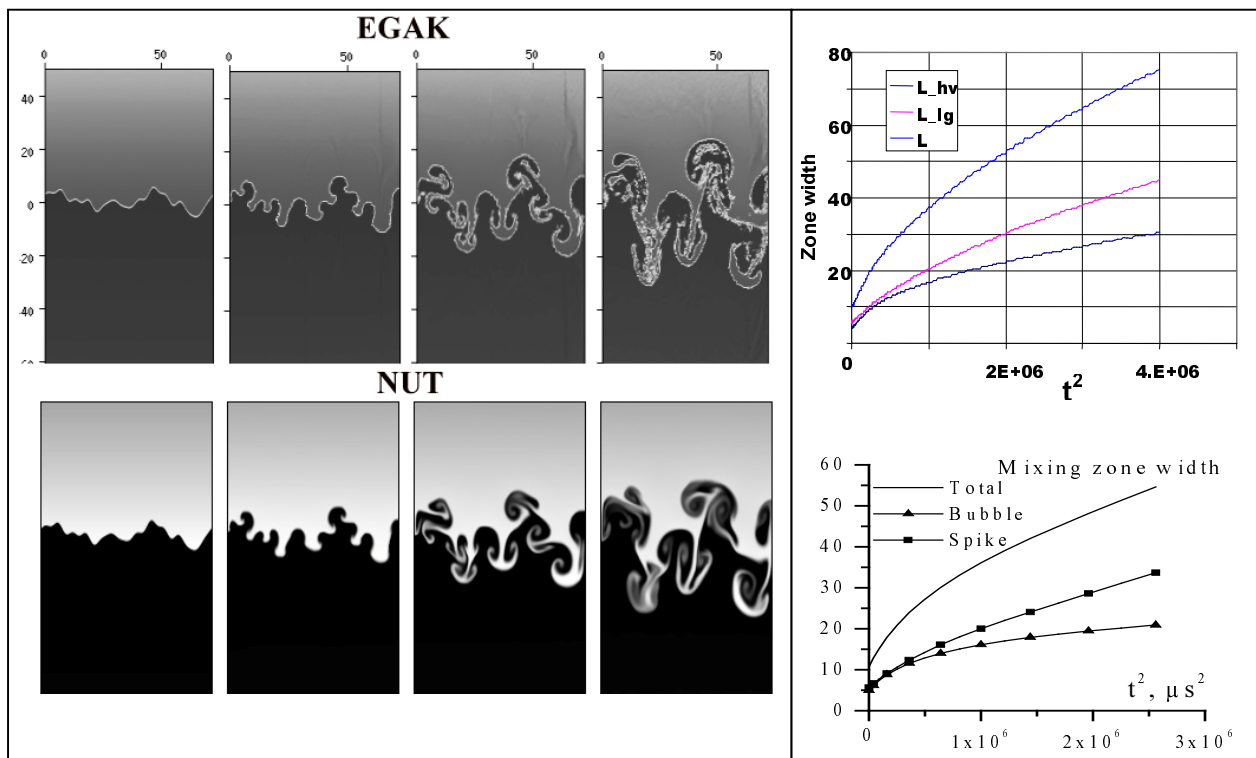 EGAK
0 50
0 50
0 50
0 50
40
20
0
-20
-40
NUT
80
60
40
20
0
Zone width
L_hv
L_lg
L
0 2E+06 4.E+06
t²
60
50
40
30
20
10
0
Mixing zone width
Total
Bubble
Spike
t², μs²
0 1x10⁶ 2x10⁶ 3x10⁶